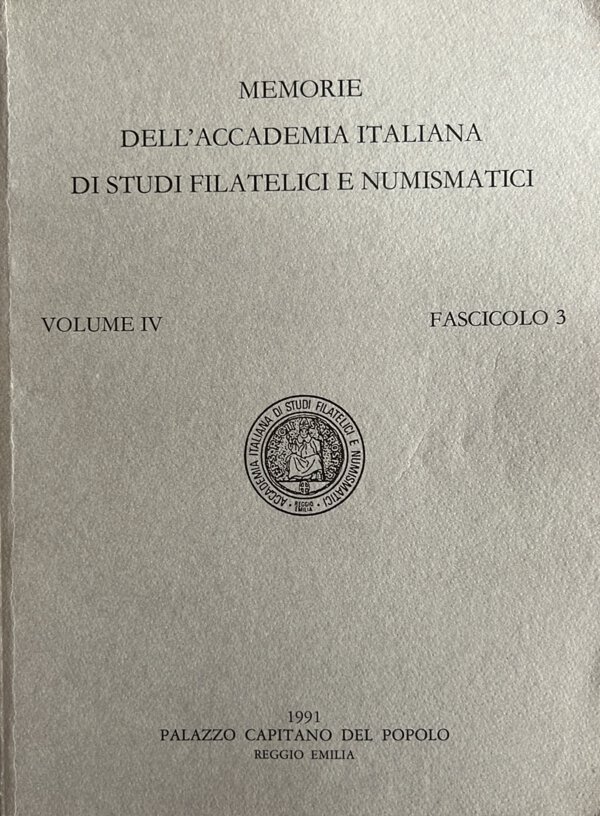 MEMORIE
DELL'ACCADEMIA ITALIANA
DI STUDI FILATELICI E NUMISMATICI
VOLUME IV
FASCICOLO 3
ACCADEMIA ITALIANA DI STUDI FILATELICI E NUMISMATICI
REGGIO
EMILIA
1991
PALAZZO CAPITANO DEL POPOLO
REGGIO EMILIA